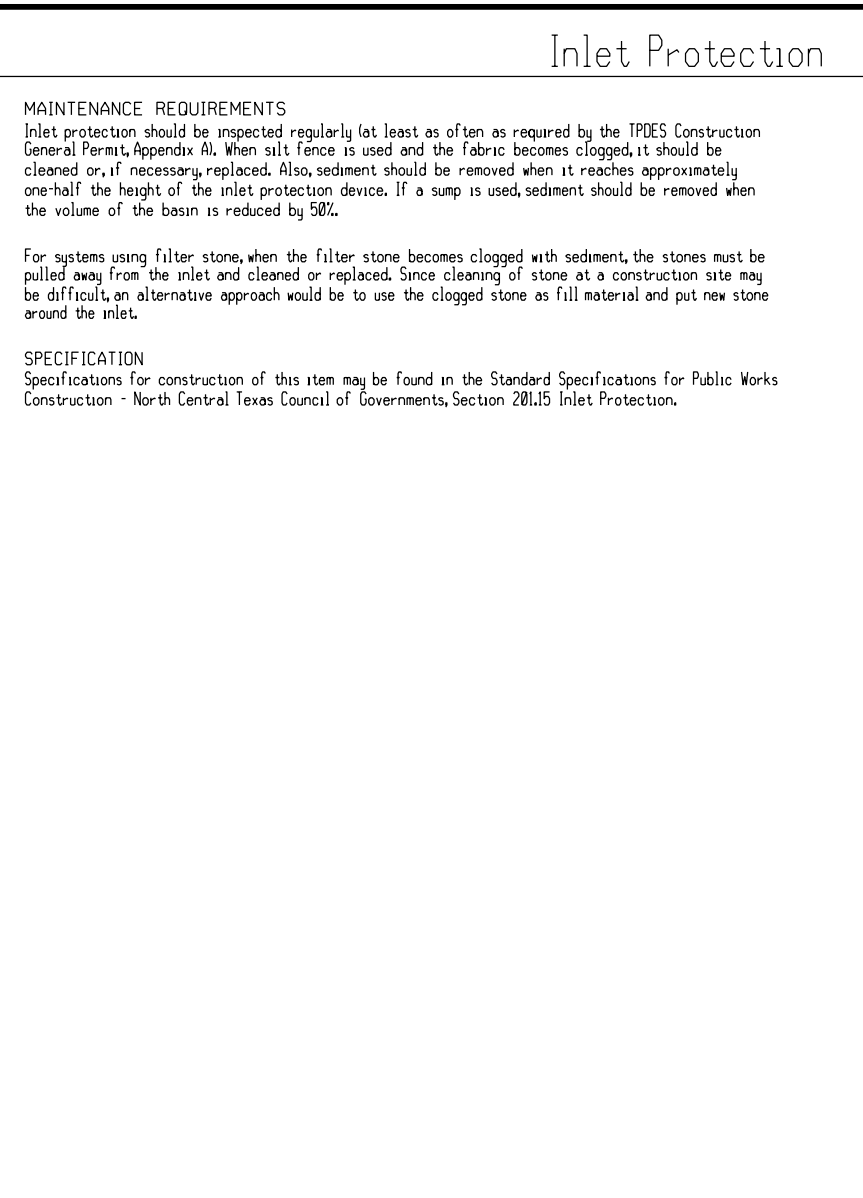 Inlet Protection
MAINTENANCE REQUIREMENTS
Inlet protection should be inspected regularly (at least as often as required by the TPDES Construction
General Permit, Appendix A). When silt fence is used and the fabric becomes clogged, it should be
cleaned or, if necessary, replaced. Also, sediment should be removed when it reaches approximately
one-half the height of the inlet protection device. If a sump is used, sediment should be removed when
the volume of the basin is reduced by 50%.
For systems using filter stone, when the filter stone becomes clogged with sediment, the stones must be
pulled away from the inlet and cleaned or replaced. Since cleaning of stone at a construction site may
be difficult, an alternative approach would be to use the clogged stone as fill material and put new stone
around the inlet.
SPECIFICATION
Specifications for construction of this item may be found in the Standard Specifications for Public Works
Construction - North Central Texas Council of Governments, Section 201.15 Inlet Protection.